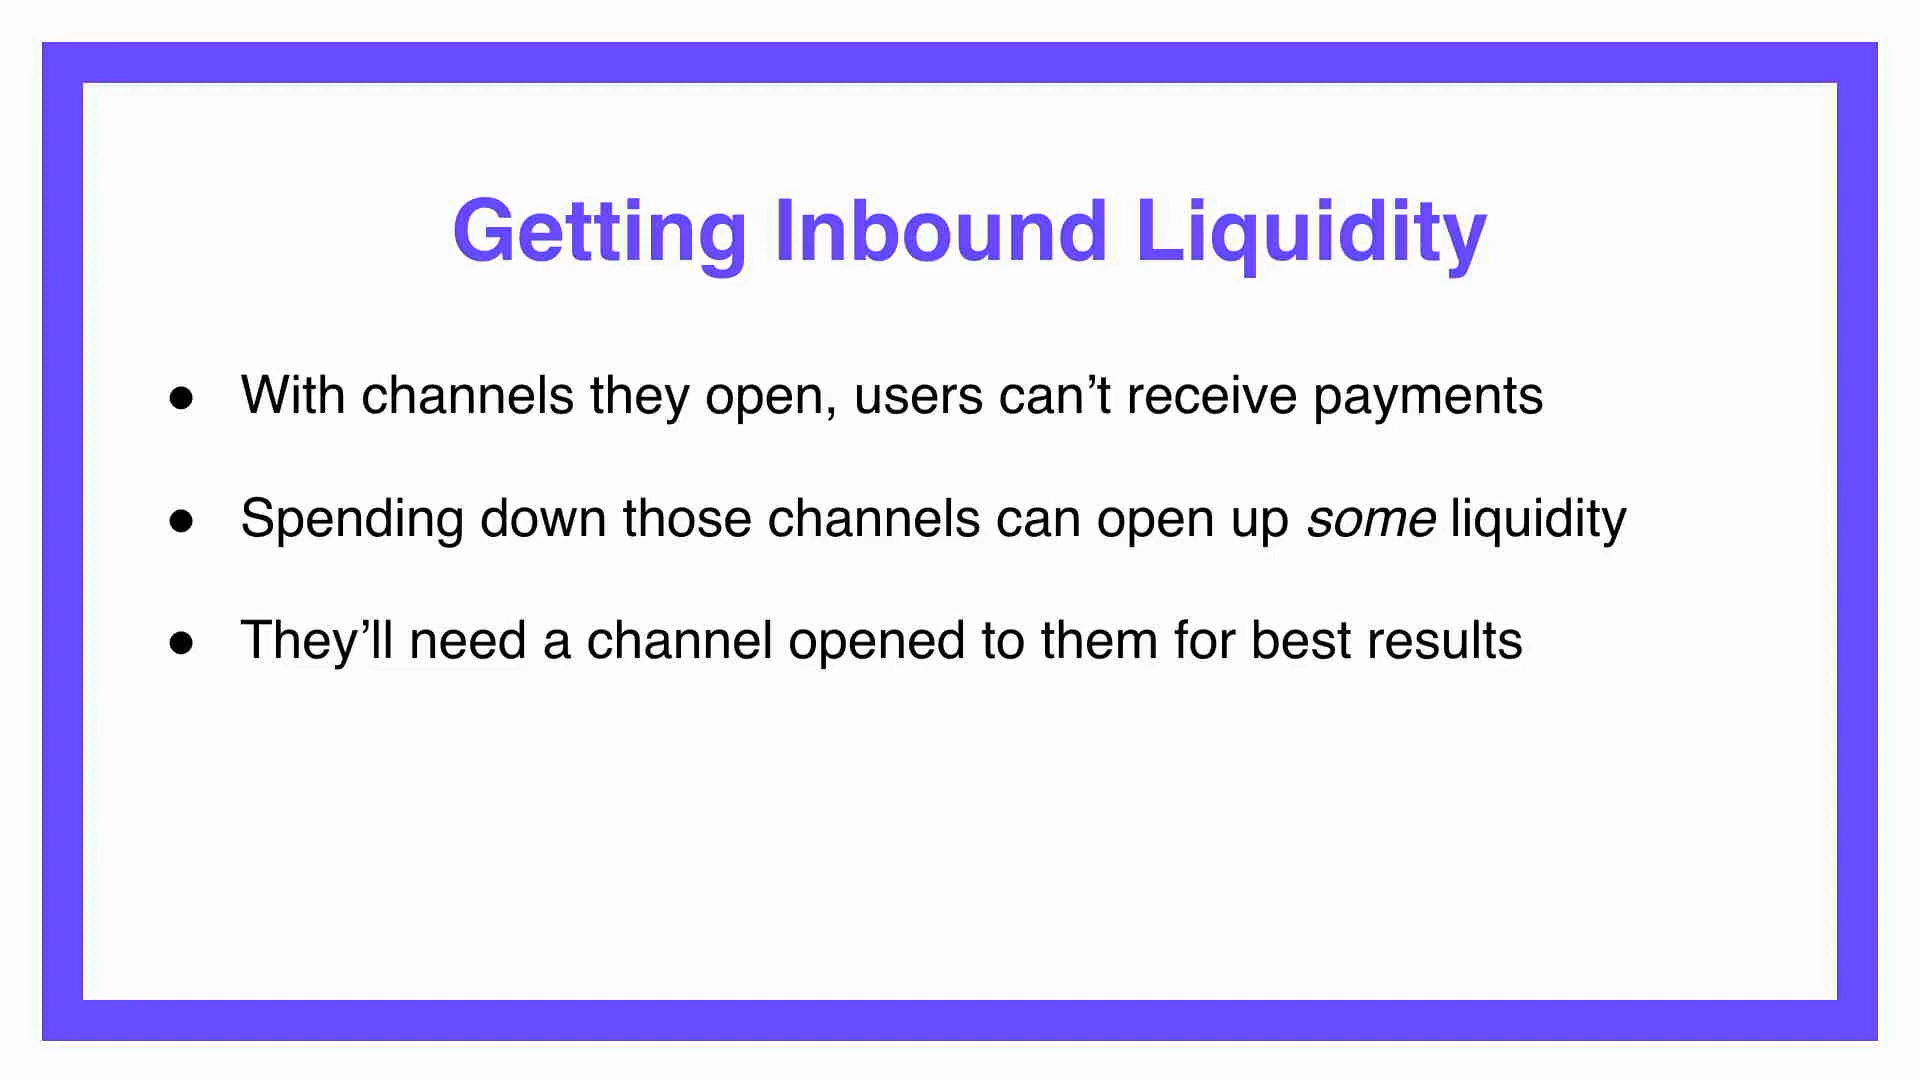 Getting Inbound Liquidity
● With channels they open, users can’t receive payments
● Spending down those channels can open up some liquidity
● They’ll need a channel opened to them for best results